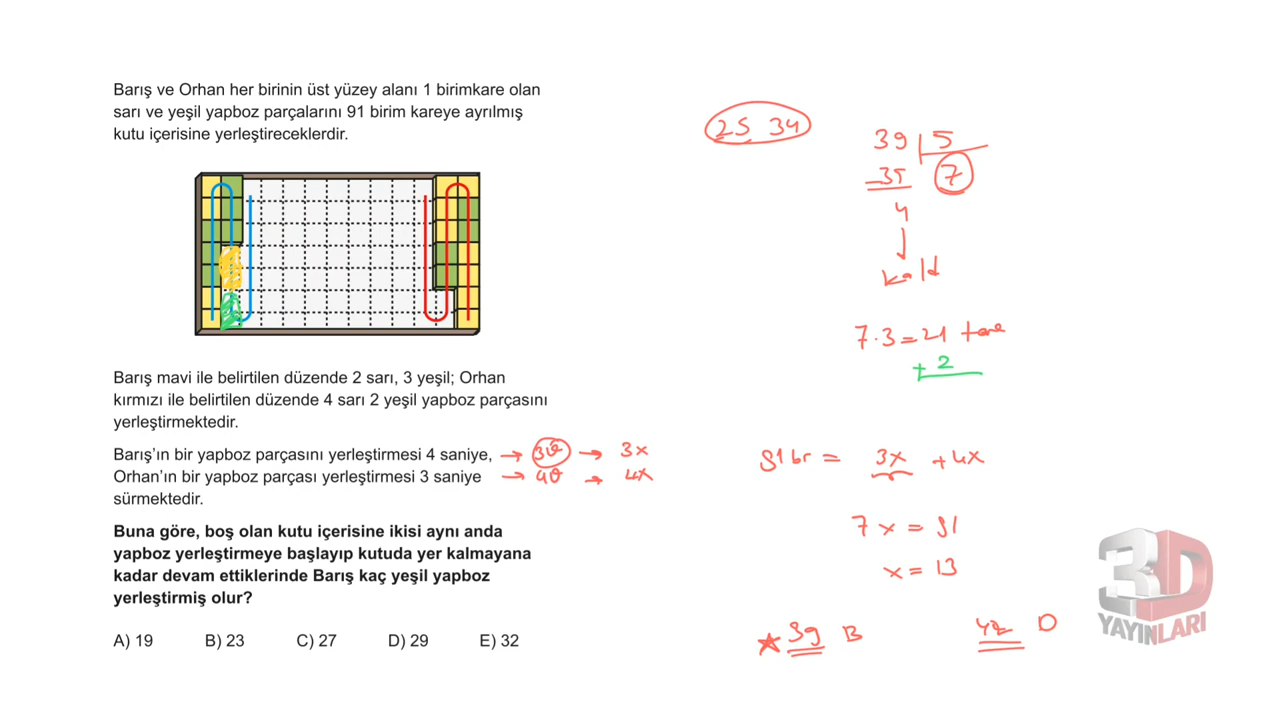 Barış ve Orhan her birinin üst yüzey alanı 1 birimkare olan
sarı ve yeşil yapboz parçalarını 91 birim kareye ayrılmış
kutu içerisine yerleştireceklerdir.
Barış mavi ile belirtilen düzende 2 sarı, 3 yeşil; Orhan
kırmızı ile belirtilen düzende 4 sarı 2 yeşil yapboz parçasını
yerleştirmektedir.
Barış'ın bir yapboz parçasını yerleştirmesi 4 saniye, → → 3x
Orhan'ın bir yapboz parçası yerleştirmesi 3 saniye → → 4x
sürmektedir.
Buna göre, boş olan kutu içerisine ikisi aynı anda
yapboz yerleştirmeye başlayıp kutuda yer kalmayana
kadar devam ettiklerinde Barış kaç yeşil yapboz
yerleştirmiş olur?
A) 19 B) 23 C) 27 D) 29 E) 32
2S 3Y
39 5
-35 7
4
kaldı
7.3=21 tane
+2
91br = 3x + 4x
7x = 91
x = 13
39 B
O
3D
YAYINLARI